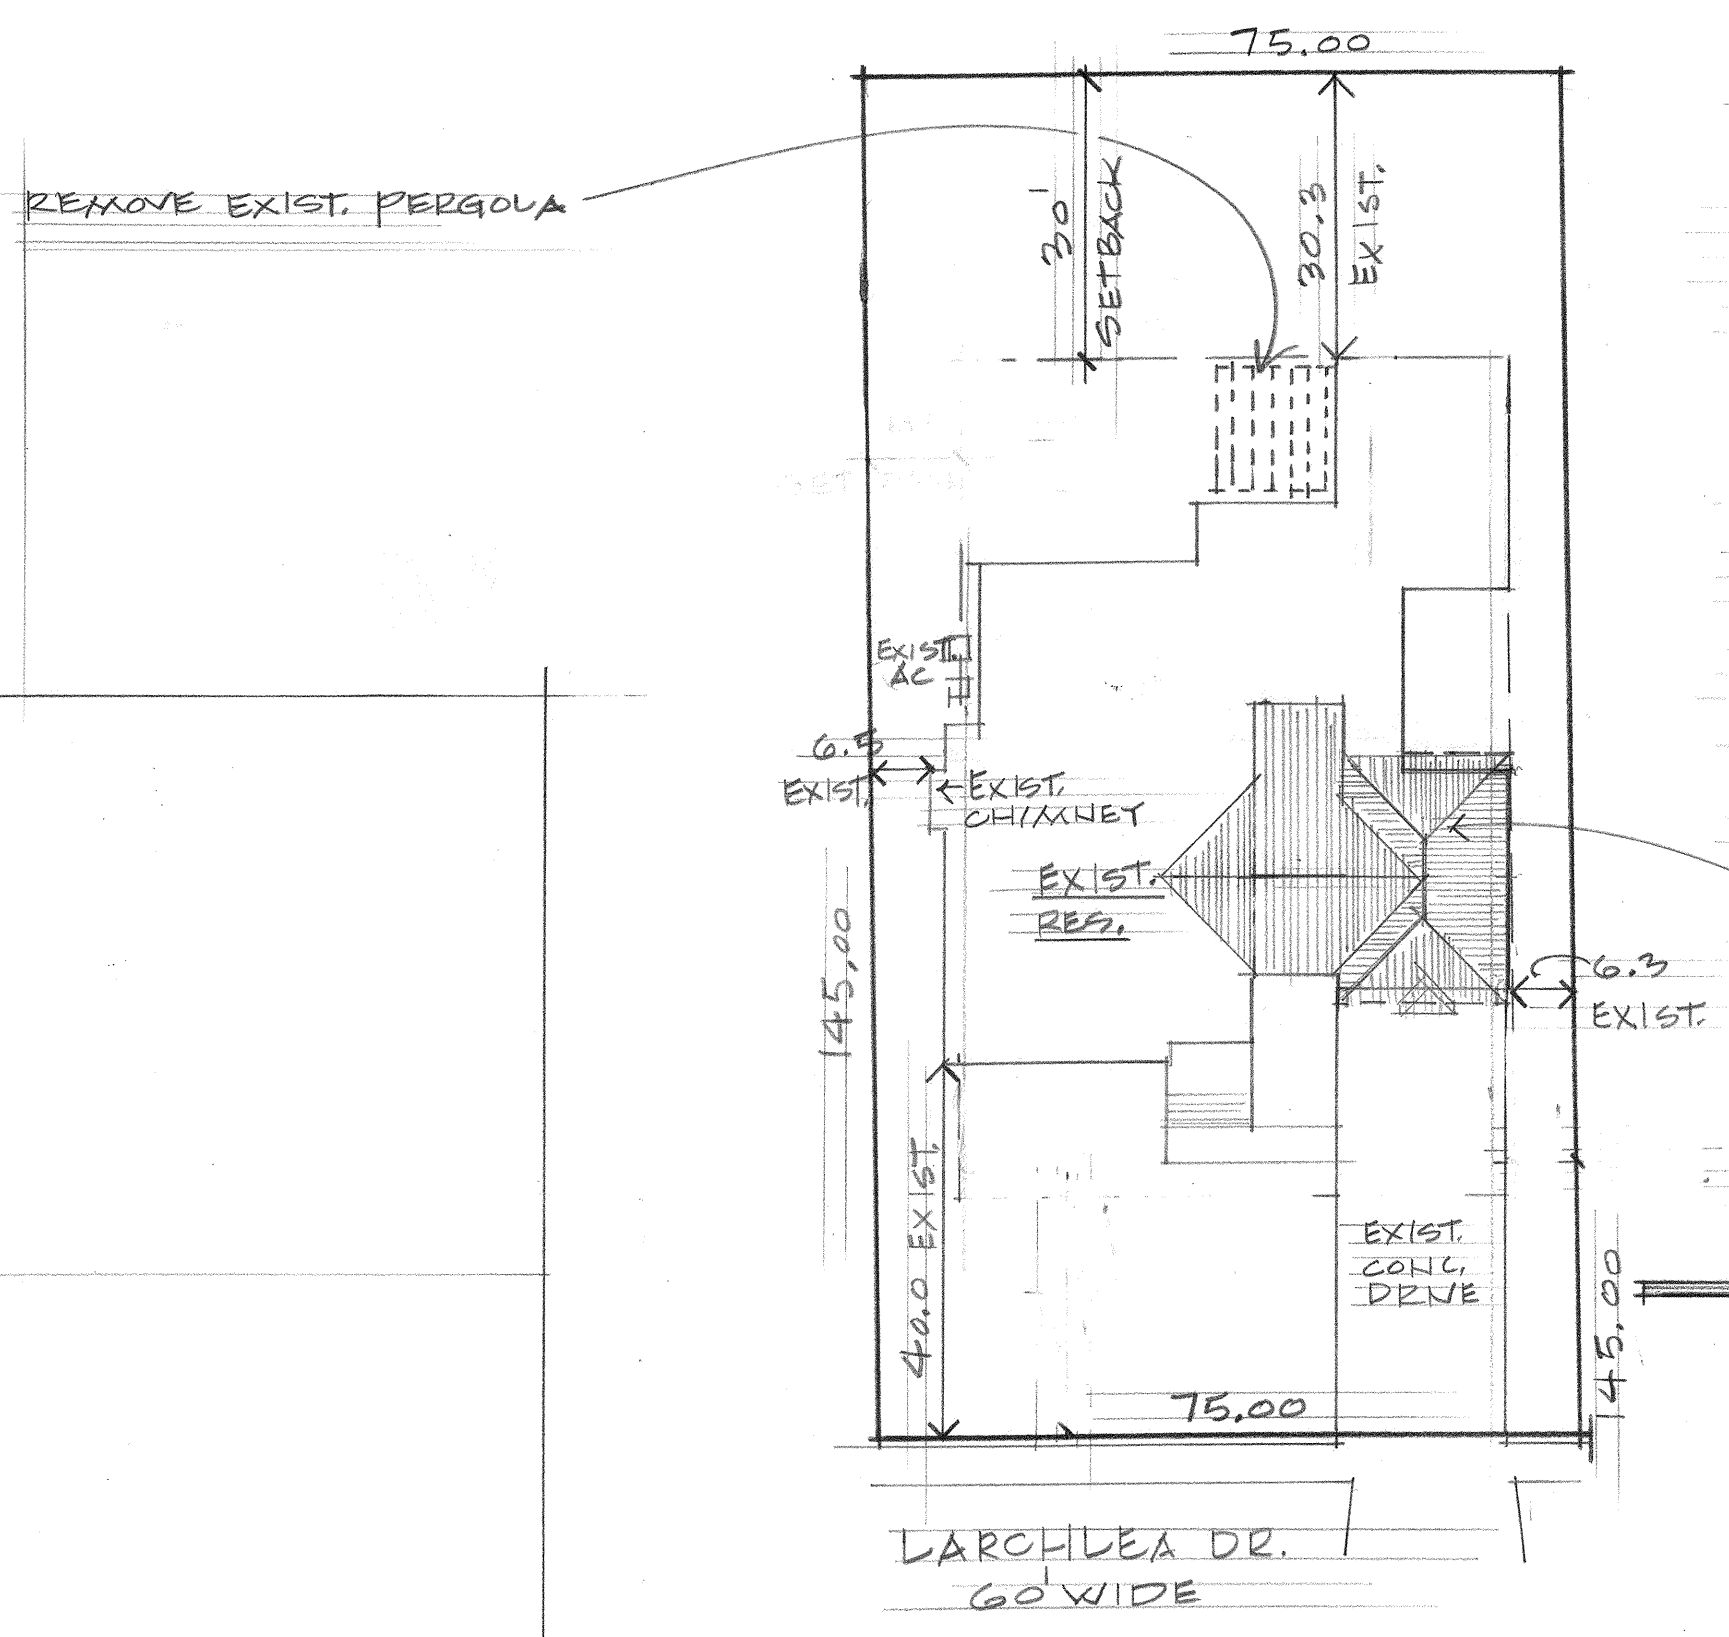 75.00
REMOVE EXIST. PERGOLA
30'
SETBACK
30.3
EXIST.
EXIST.
AC
6.5
EXIST.
EXIST.
CHIMNEY
EXIST.
RES.
145.00
6.3
EXIST.
40.0 EXIST.
EXIST.
CONC.
DRIVE
145.00
75.00
LARCHLEA DR.
60' WIDE